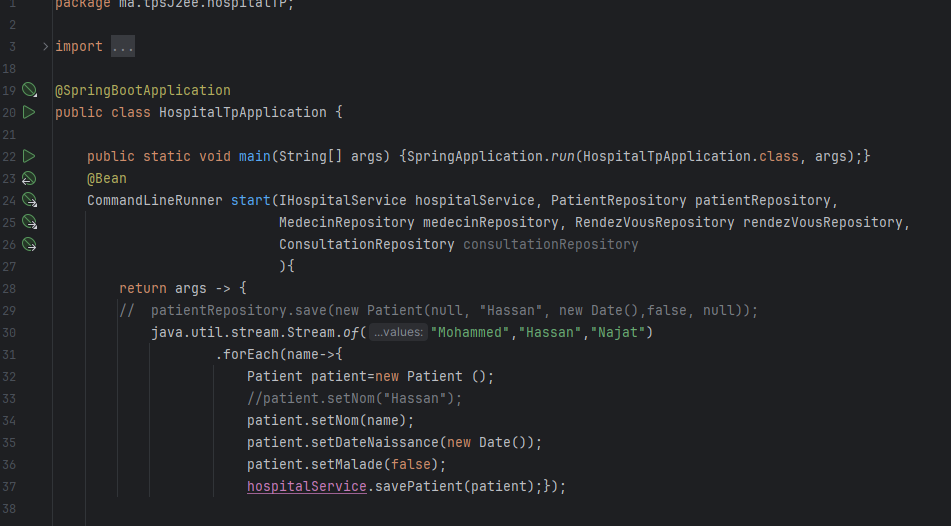 1 package ma.tpsJ2ee.hospitalTP;
2
3 import ...
18
19 @SpringBootApplication
20 public class HospitalTpApplication {
21
22 public static void main(String[] args) {SpringApplication.run(HospitalTpApplication.class, args);}
23 @Bean
24 CommandLineRunner start(IHospitalService hospitalService, PatientRepository patientRepository,
25 MedecinRepository medecinRepository, RendezVousRepository rendezVousRepository,
26 ConsultationRepository consultationRepository
27 ){
28 return args -> {
29 // patientRepository.save(new Patient(null, "Hassan", new Date(),false, null));
30 java.util.stream.Stream.of( ...values: "Mohammed","Hassan","Najat")
31 .forEach(name->{
32 Patient patient=new Patient ();
33 //patient.setNom("Hassan");
34 patient.setNom(name);
35 patient.setDateNaissance(new Date());
36 patient.setMalade(false);
37 hospitalService.savePatient(patient);});
38